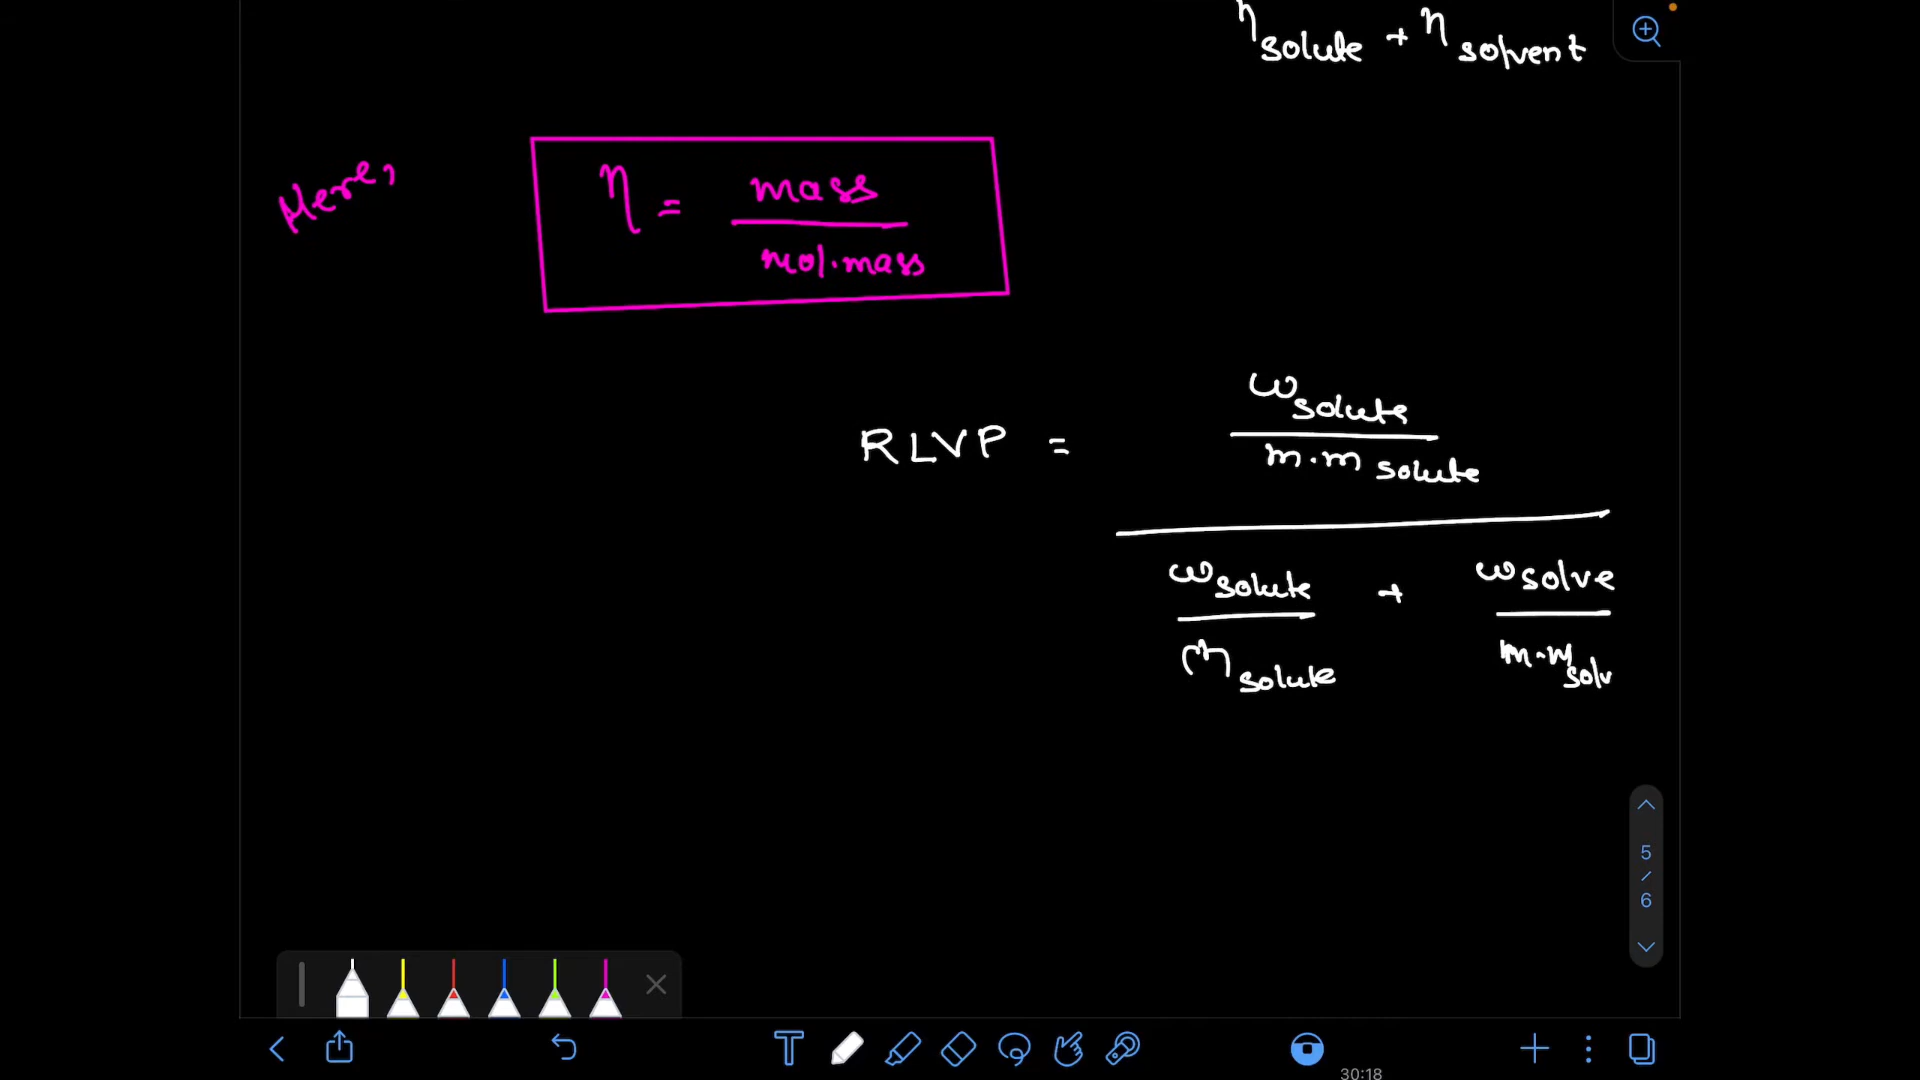 η solute + η solvent
Here,
η = mass / mol.mass
RLVP =
ω solute / m.m solute
ω solute / m solute + ω solve / m.m solv
5
/
6
T
30:18